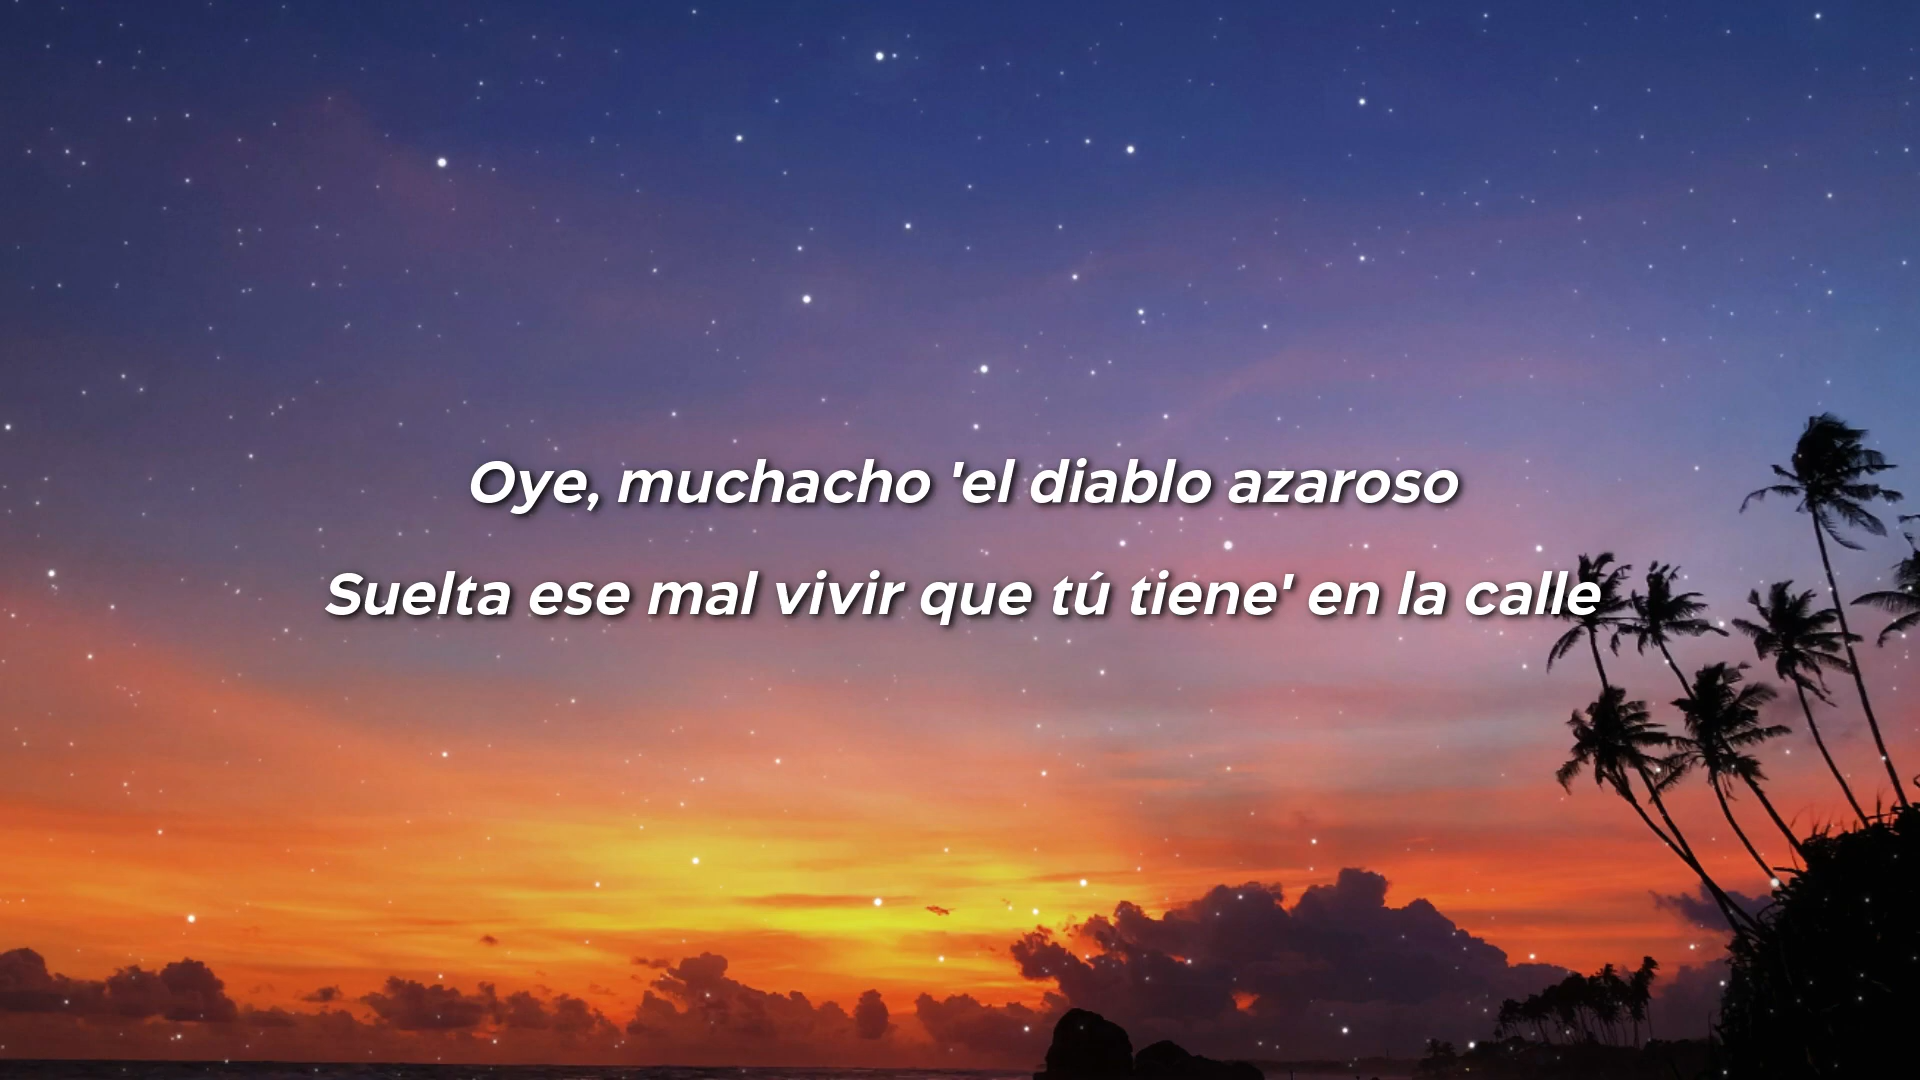 Oye, muchacho 'el diablo azaroso
Suelta ese mal vivir que tú tiene' en la calle